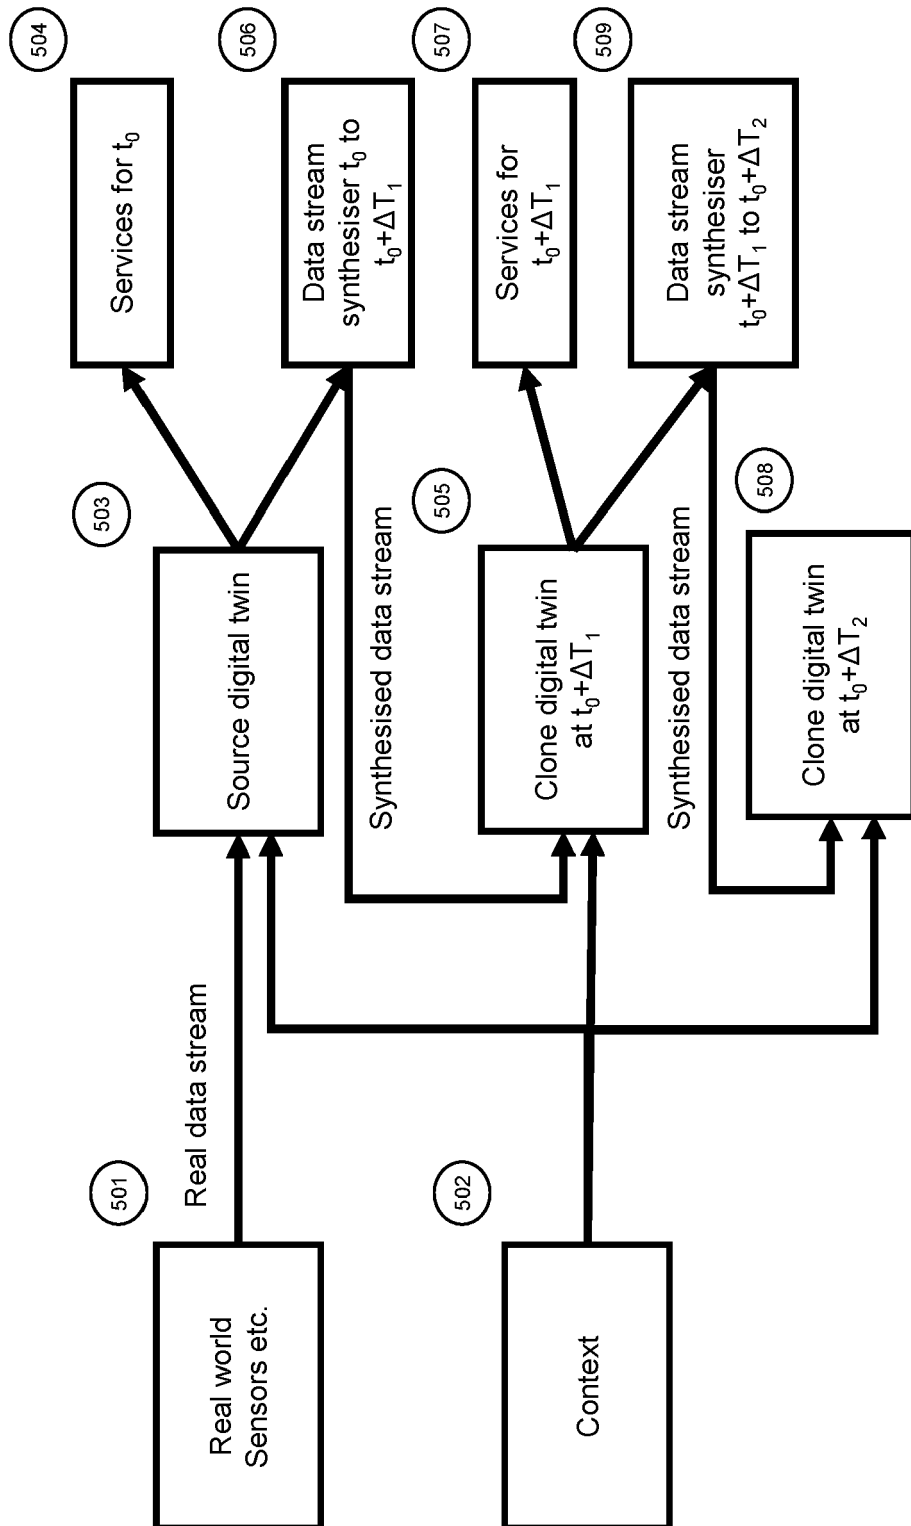 501
Real world
Sensors etc.
Real data stream
503
Source digital twin
504
Services for t₀
506
Data stream
synthesiser t₀ to
t₀+ΔT₁
Synthesised data stream
502
Context
505
Clone digital twin
at t₀+ΔT₁
507
Services for
t₀+ΔT₁
509
Data stream
synthesiser
t₀+ΔT₁ to t₀+ΔT₂
Synthesised data stream
508
Clone digital twin
at t₀+ΔT₂